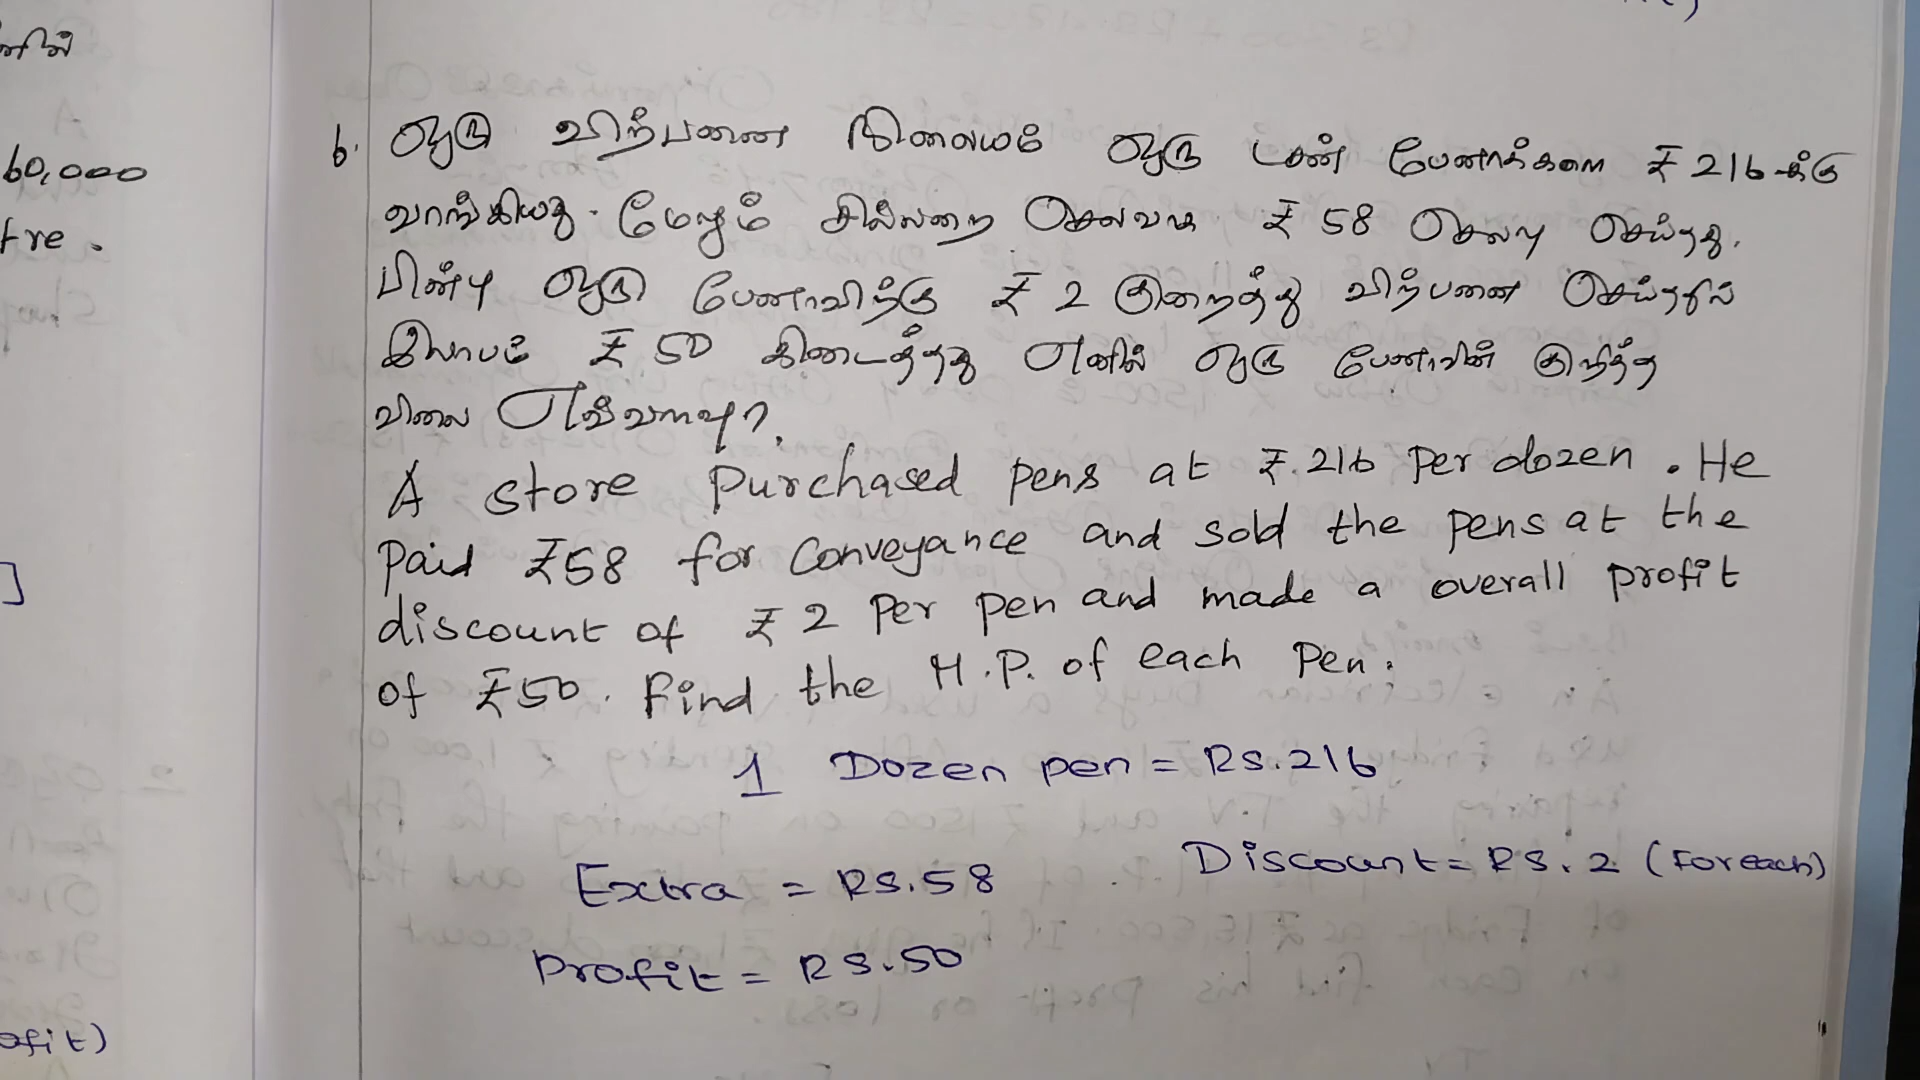 60,000
tre.
]
ofit)
6. ஒரு விற்பனை நிலையம் ஒரு டசன் பேனாக்களை ₹ 216-க்கு
வாங்கியது. மேலும் சில்லறை செலவாக ₹ 58 செலவு செய்தது.
பின்பு ஒரு பேனாவிற்கு ₹ 2 குறைத்து விற்பனை செய்ததில்
இலாபம் ₹ 50 கிடைத்தது எனில் ஒரு பேனாவின் குறித்த
விலை எவ்வளவு?
A store purchased pens at ₹.216 per dozen. He
paid ₹58 for conveyance and sold the pens at the
discount of ₹ 2 per pen and made a overall profit
of ₹50. Find the M.P. of each pen.
1 Dozen pen = RS.216
Extra = RS.58 Discount = RS.2 (for each)
Profit = RS.50